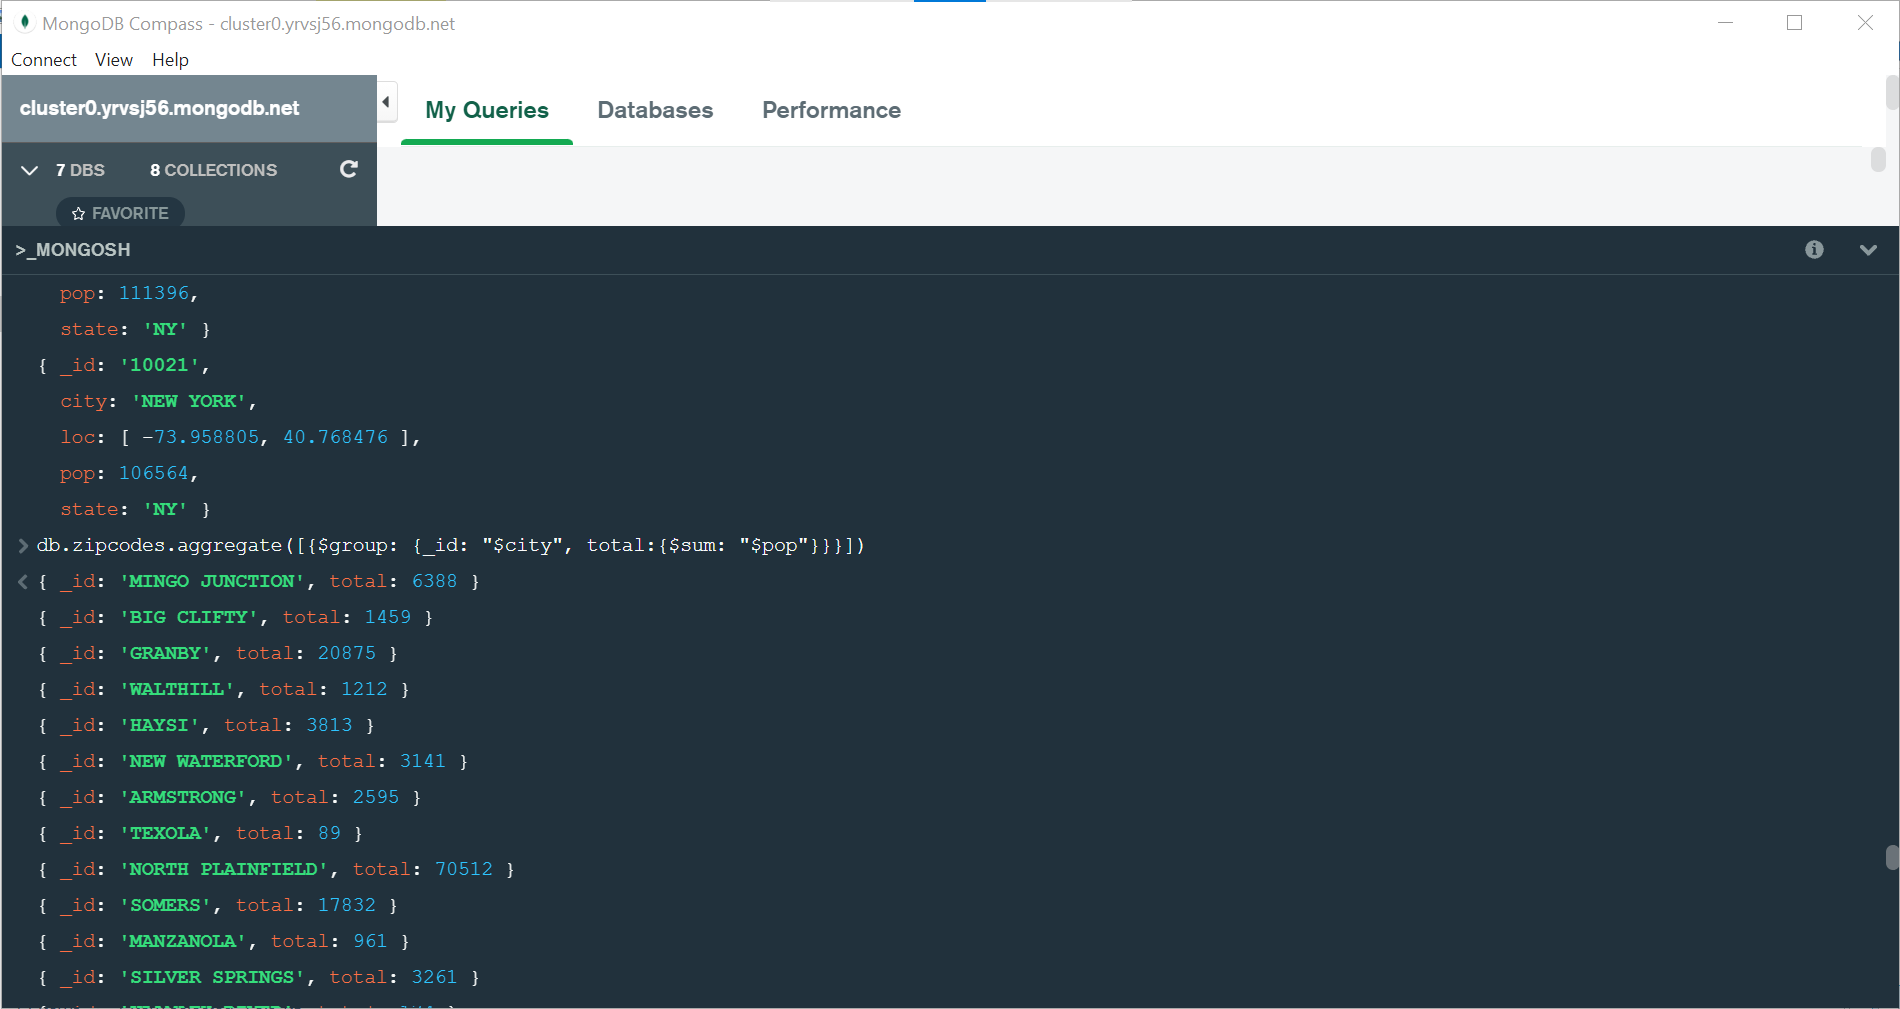 MongoDB Compass - cluster0.yrvsj56.mongodb.net
Connect View Help
cluster0.yrvsj56.mongodb.net
My Queries Databases Performance
7 DBS 8 COLLECTIONS
FAVORITE
>_MONGOSH
pop: 111396,
state: 'NY' }
{ _id: '10021',
city: 'NEW YORK',
loc: [ -73.958805, 40.768476 ],
pop: 106564,
state: 'NY' }
> db.zipcodes.aggregate([{$group: {_id: "$city", total:{$sum: "$pop"}}}])
< { _id: 'MINGO JUNCTION', total: 6388 }
{ _id: 'BIG CLIFTY', total: 1459 }
{ _id: 'GRANBY', total: 20875 }
{ _id: 'WALTHILL', total: 1212 }
{ _id: 'HAYSI', total: 3813 }
{ _id: 'NEW WATERFORD', total: 3141 }
{ _id: 'ARMSTRONG', total: 2595 }
{ _id: 'TEXOLA', total: 89 }
{ _id: 'NORTH PLAINFIELD', total: 70512 }
{ _id: 'SOMERS', total: 17832 }
{ _id: 'MANZANOLA', total: 961 }
{ _id: 'SILVER SPRINGS', total: 3261 }